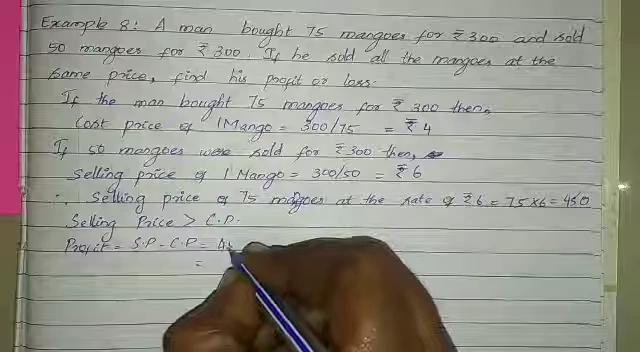 Example 8: A man bought 75 mangoes for ₹300 and sold
50 mangoes for ₹300. If he sold all the mangoes at the
same price, find his profit or loss.
If the man bought 75 mangoes for ₹300 then,
Cost price of 1 Mango = 300/75 = ₹4
If 50 mangoes were sold for ₹300 then,
Selling price of 1 Mango = 300/50 = ₹6
∴ Selling price of 75 mangoes at the rate of ₹6 = 75×6 = 450
Selling Price > C.P.
Profit = S.P - C.P = 4
=